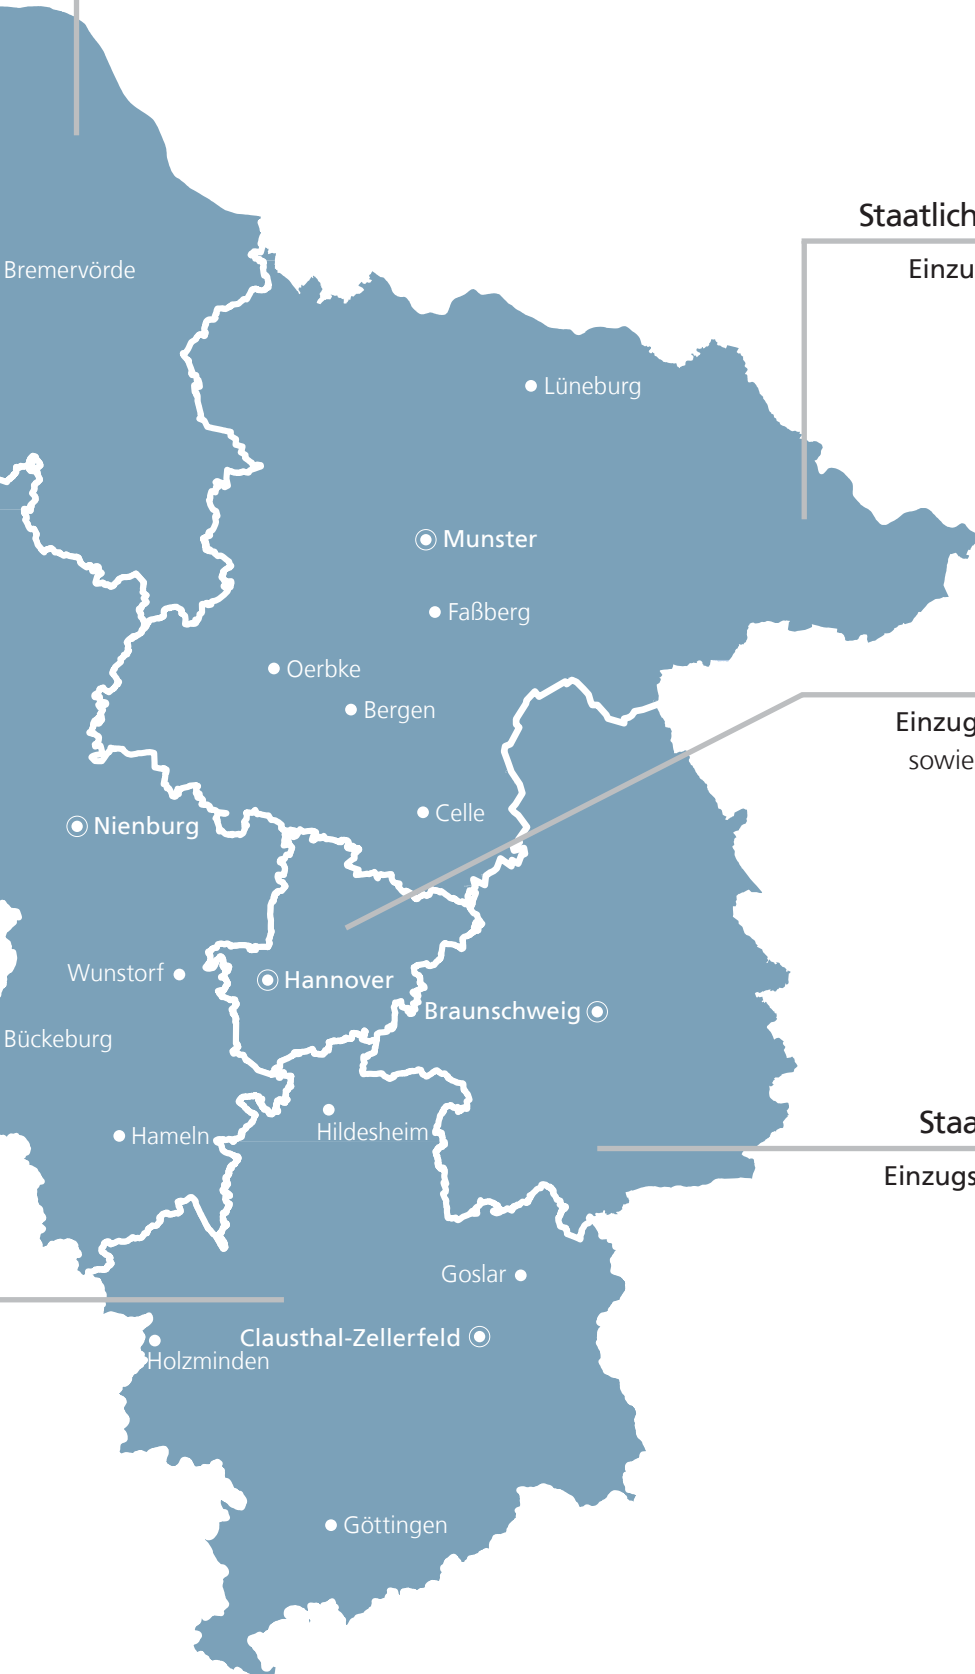 Staatlich
Bremervörde
Einzu
Lüneburg
Munster
Faßberg
Oerbke
Bergen
Einzug
sowie
Celle
Nienburg
Wunstorf
Hannover
Braunschweig
Bückeburg
Staa
Hameln
Hildesheim
Einzugs
Goslar
Clausthal-Zellerfeld
Holzminden
Göttingen